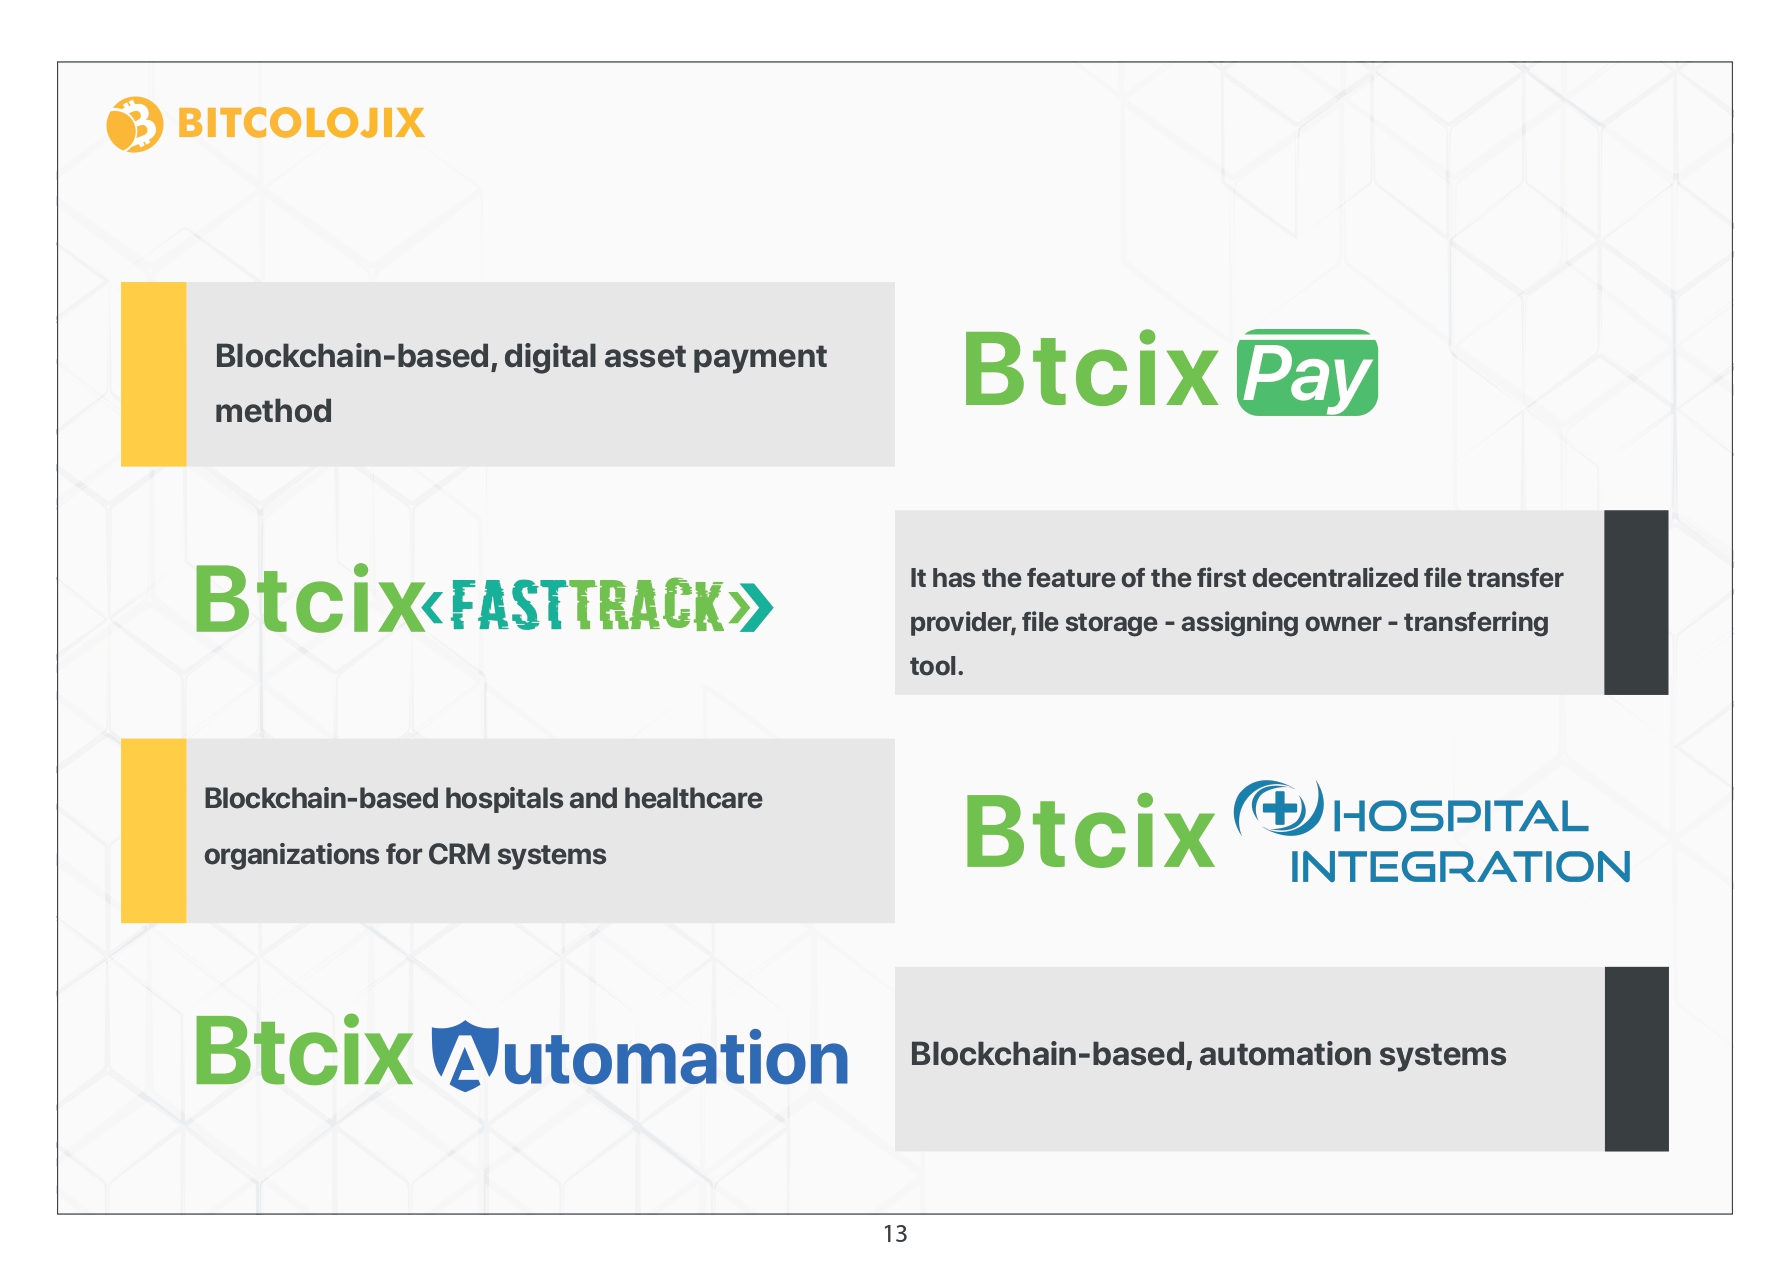 BITCOLOJIX
Blockchain-based, digital asset payment
method
Btcix Pay
Btcix FASTTRACK
It has the feature of the first decentralized file transfer
provider, file storage - assigning owner - transferring
tool.
Blockchain-based hospitals and healthcare
organizations for CRM systems
Btcix HOSPITAL
INTEGRATION
Btcix Automation
Blockchain-based, automation systems
13